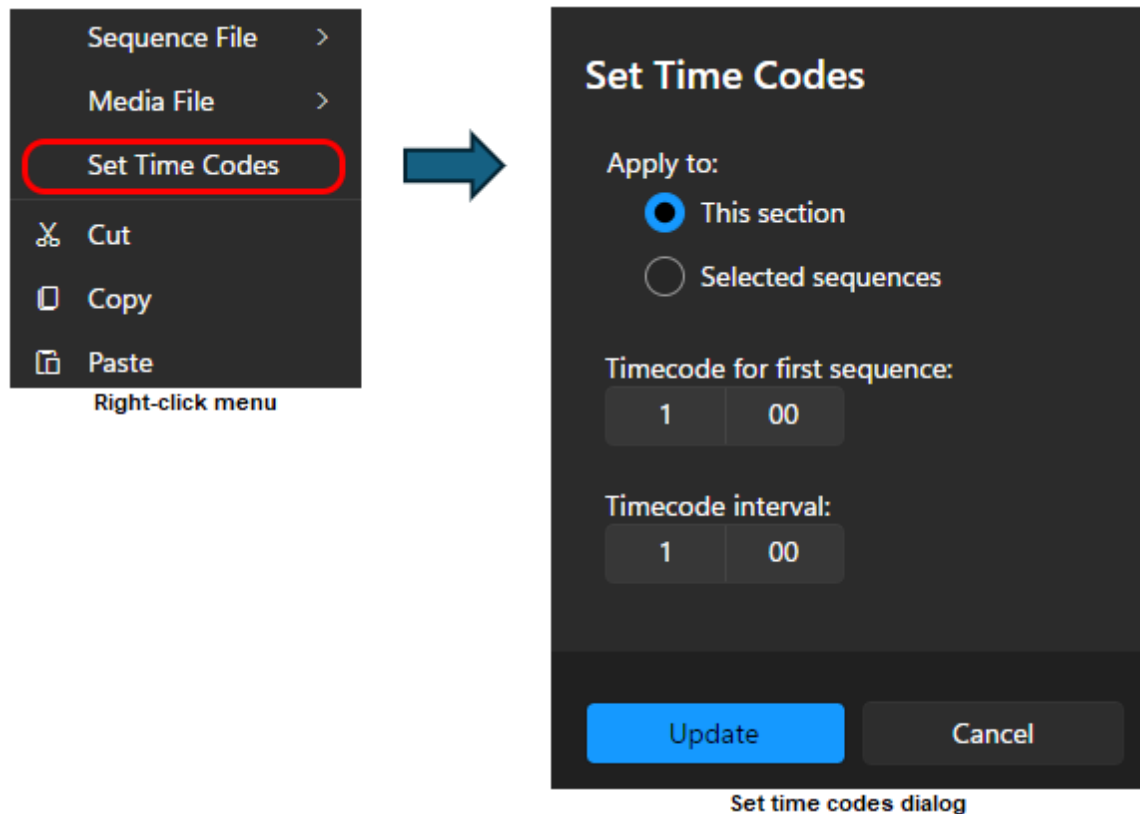 Sequence File
Media File
Set Time Codes
Cut
Copy
Paste
Right-click menu
Set Time Codes
Apply to:
This section
Selected sequences
Timecode for first sequence:
1 00
Timecode interval:
1 00
Update Cancel
Set time codes dialog